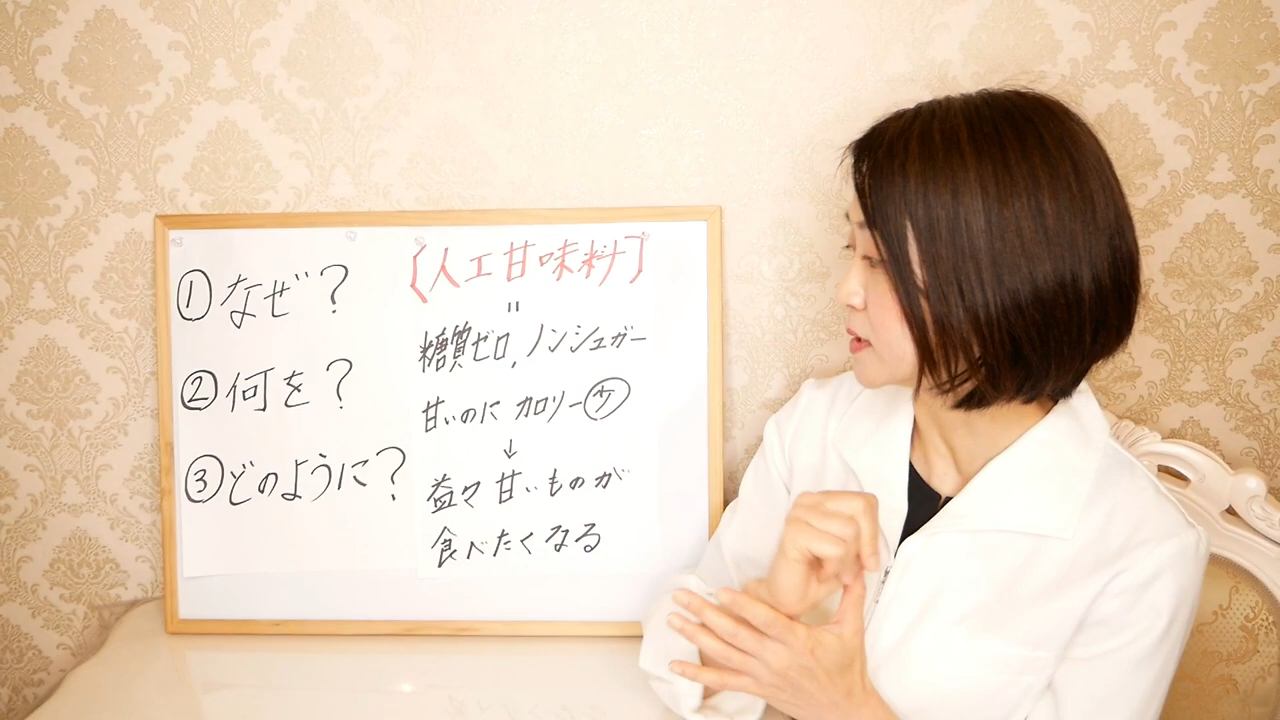 ①なぜ?
②何を?
③どのように?
[人工甘味料]
〃
糖質ゼロ,ノンシュガー
甘いのにカロリー㋒
↓
益々甘いものが
食べたくなる